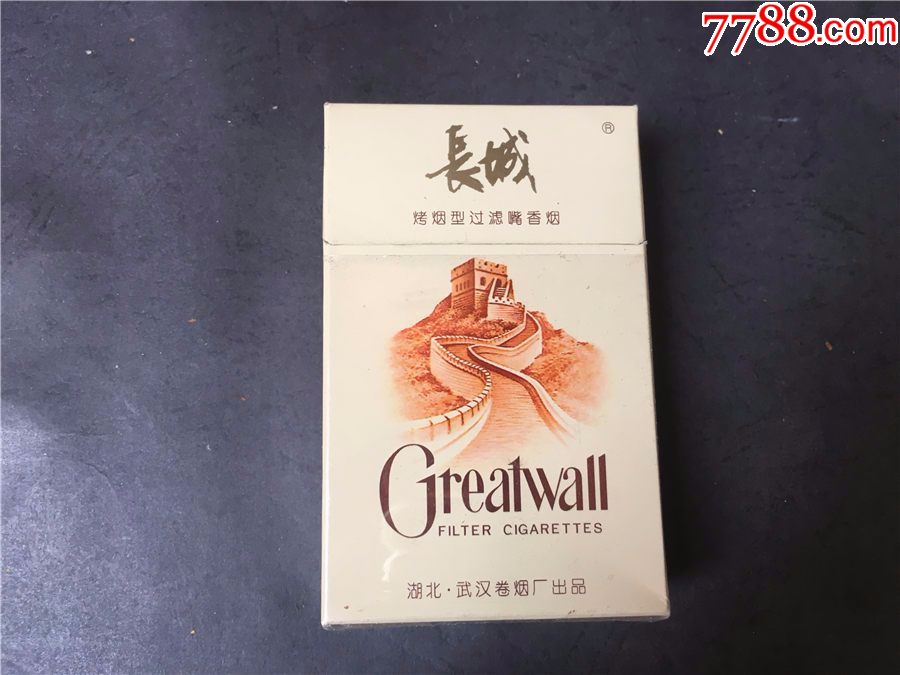 7788.com
長城
®
烤烟型过滤嘴香烟
Greatwall
FILTER CIGARETTES
湖北·武汉卷烟厂出品